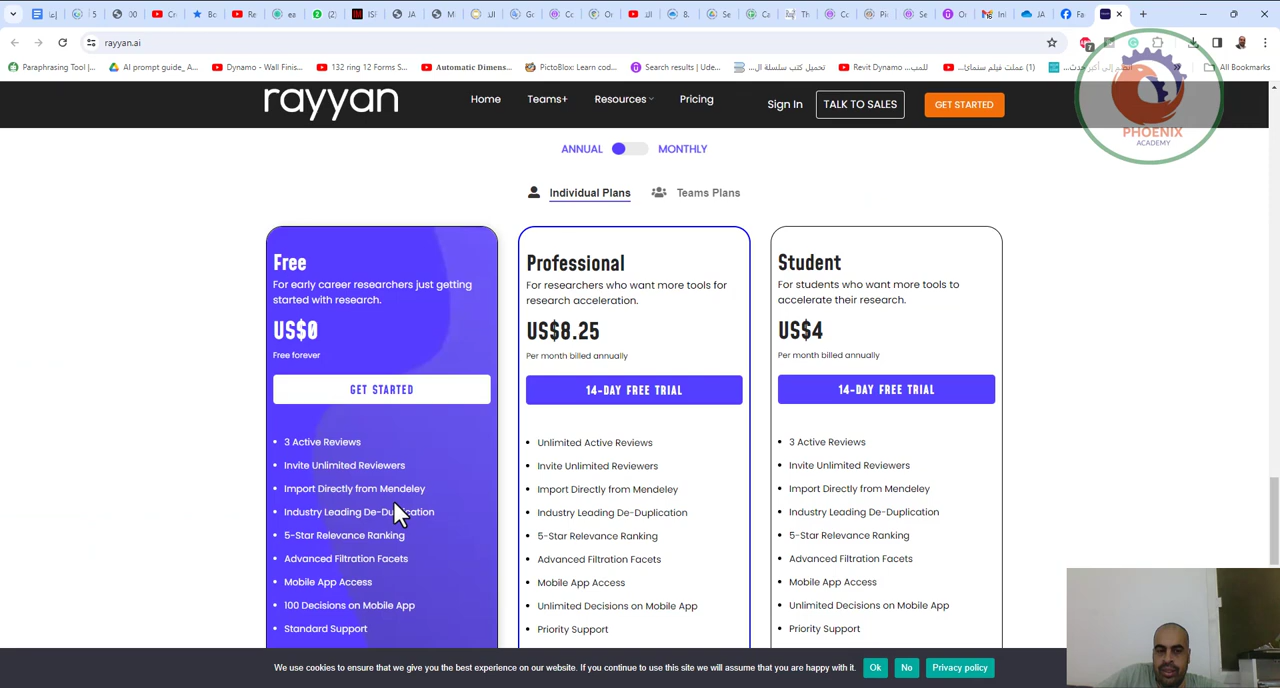 (2)
rayyan.ai
Paraphrasing Tool |...
AI prompt guide_ A...
Dynamo - Wall Finis...
132 ring 12 Forms S...
Automatic Dimens...
PictoBlox: Learn cod...
Search results | Ude...
تحميل كتب سلسلة ال...
Revit Dynamo للمب...
(1) عملت فيلم سنمائ...
All Bookmarks
rayyan
Home
Teams+
Resources
Pricing
Sign In
TALK TO SALES
GET STARTED
PHOENIX
ACADEMY
ANNUAL
MONTHLY
Individual Plans
Teams Plans
Free
For early career researchers just getting
started with research.
US$0
Free forever
GET STARTED
3 Active Reviews
Invite Unlimited Reviewers
Import Directly from Mendeley
Industry Leading De-Duplication
5-Star Relevance Ranking
Advanced Filtration Facets
Mobile App Access
100 Decisions on Mobile App
Standard Support
Professional
For researchers who want more tools for
research acceleration.
US$8.25
Per month billed annually
14-DAY FREE TRIAL
Unlimited Active Reviews
Invite Unlimited Reviewers
Import Directly from Mendeley
Industry Leading De-Duplication
5-Star Relevance Ranking
Advanced Filtration Facets
Mobile App Access
Unlimited Decisions on Mobile App
Priority Support
Student
For students who want more tools to
accelerate their research.
US$4
Per month billed annually
14-DAY FREE TRIAL
3 Active Reviews
Invite Unlimited Reviewers
Import Directly from Mendeley
Industry Leading De-Duplication
5-Star Relevance Ranking
Advanced Filtration Facets
Mobile App Access
Unlimited Decisions on Mobile App
Priority Support
We use cookies to ensure that we give you the best experience on our website. If you continue to use this site we will assume that you are happy with it.
Ok
No
Privacy policy